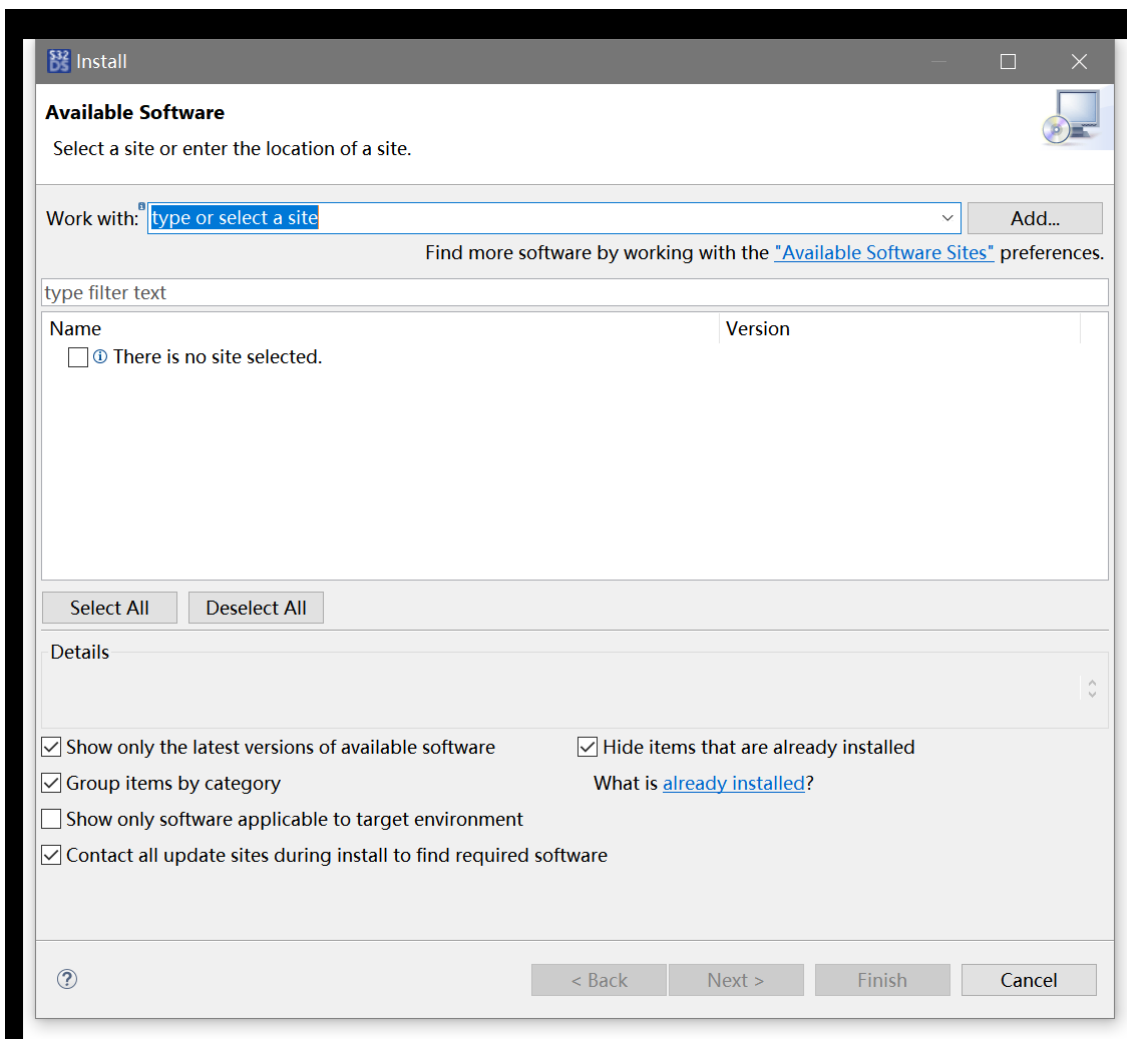 S32
DS
Install
Available Software
Select a site or enter the location of a site.
Work with: type or select a site
Add...
Find more software by working with the "Available Software Sites" preferences.
type filter text
Name Version
There is no site selected.
Select All Deselect All
Details
Show only the latest versions of available software Hide items that are already installed
Group items by category What is already installed?
Show only software applicable to target environment
Contact all update sites during install to find required software
? < Back Next > Finish Cancel